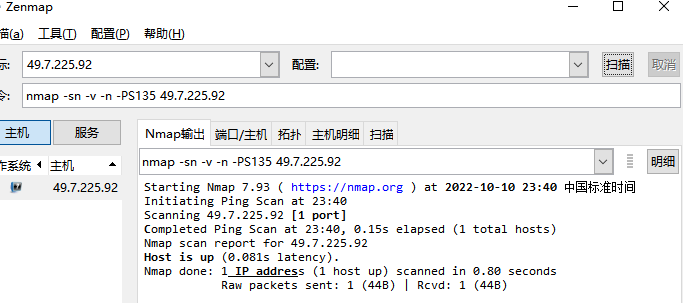 Zenmap
描(a) 工具(T) 配置(P) 帮助(H)
标: 49.7.225.92 配置: 扫描 取消
令: nmap -sn -v -n -PS135 49.7.225.92
主机 服务 Nmap输出 端口/主机 拓扑 主机明细 扫描
作系统 主机 nmap -sn -v -n -PS135 49.7.225.92 明细
49.7.225.92
Starting Nmap 7.93 ( https://nmap.org ) at 2022-10-10 23:40 中国标准时间
Initiating Ping Scan at 23:40
Scanning 49.7.225.92 [1 port]
Completed Ping Scan at 23:40, 0.15s elapsed (1 total hosts)
Nmap scan report for 49.7.225.92
Host is up (0.081s latency).
Nmap done: 1 IP address (1 host up) scanned in 0.80 seconds
Raw packets sent: 1 (44B) | Rcvd: 1 (44B)